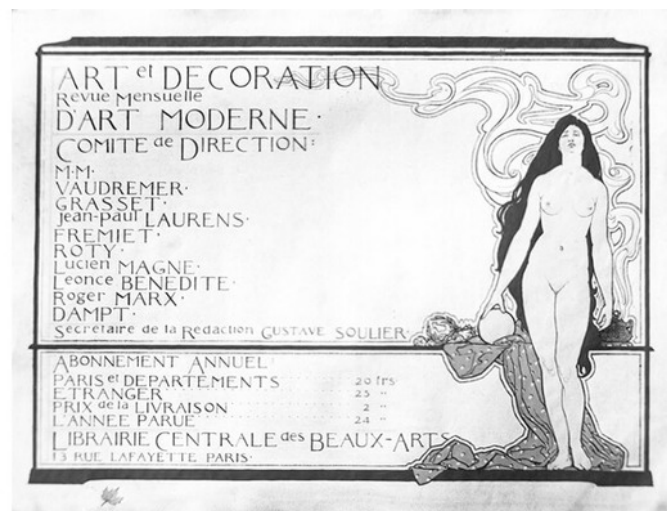 ART et DECORATION
Revue Mensuelle
D'ART MODERNE·
COMITE de DIRECTION:
M·M·
VAUDREMER·
GRASSET·
Jean-Paul LAURENS·
FREMIET·
ROTY·
Lucien MAGNE·
Leonce BENEDITE·
Roger MARX·
DAMPT·
Secretaire de la Redaction GUSTAVE SOULIER·
ABONNEMENT ANNUEL
PARIS et DEPARTEMENTS 20 frs
ETRANGER 25 "
PRIX de la LIVRAISON 2 "
L'ANNEE PARUE 24 "
LIBRAIRIE CENTRALE des BEAUX-ARTS
13 RUE LAFAYETTE PARIS·